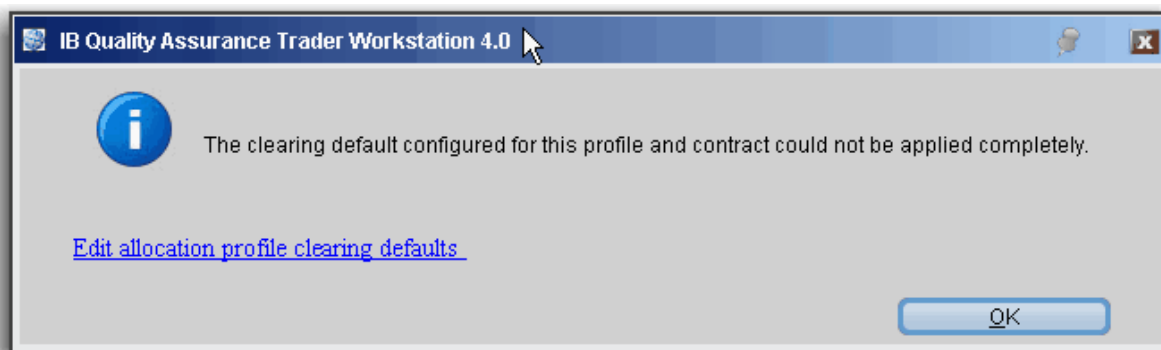 IB Quality Assurance Trader Workstation 4.0
The clearing default configured for this profile and contract could not be applied completely.
Edit allocation profile clearing defaults
OK